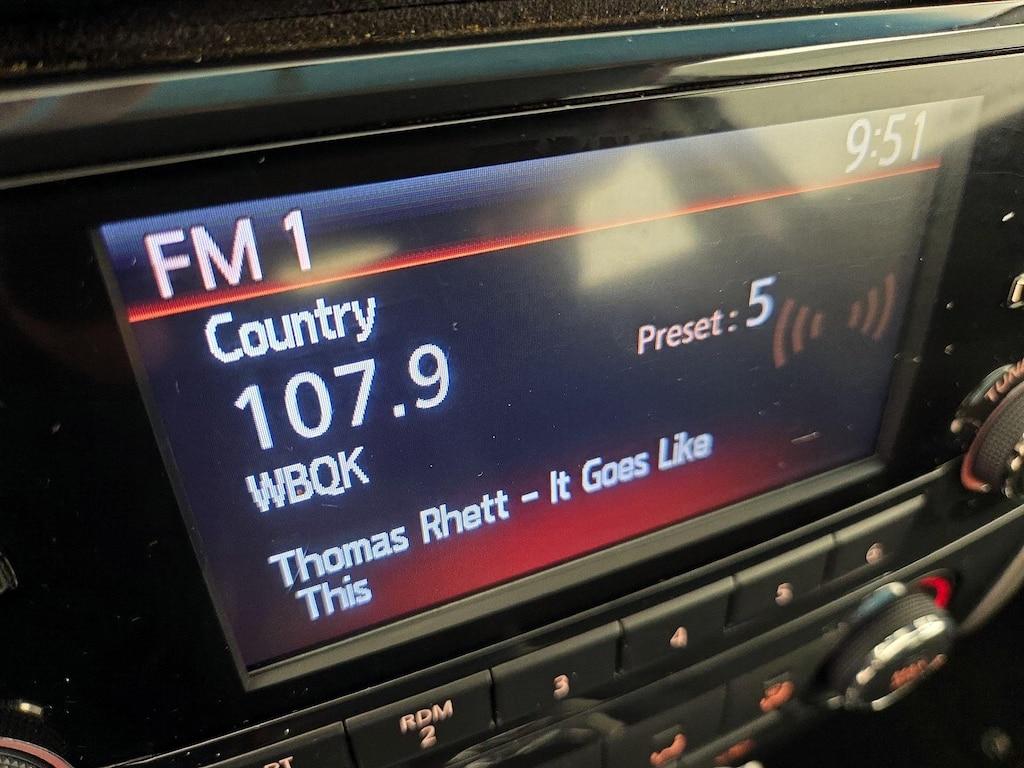 9:51
FM 1
Country
Preset: 5
107.9
WBQK
Thomas Rhett - It Goes Like
This
RDM
2
3
4
5
6